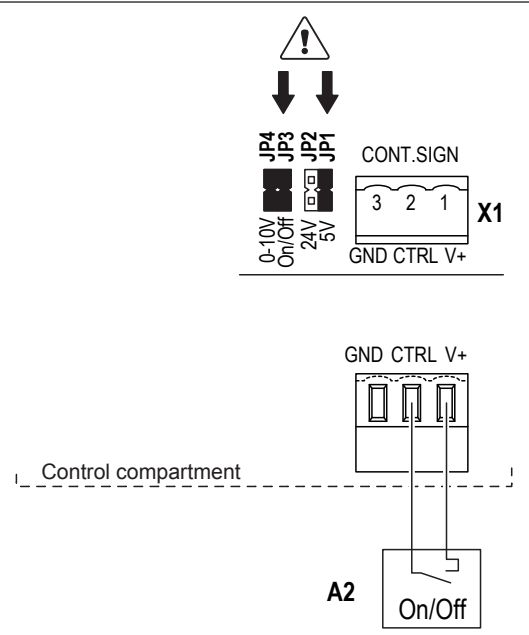 JP4
JP3
JP2
JP1
CONT.SIGN
3 2 1
X1
0-10V
On/Off
24V
5V
GND CTRL V+
GND CTRL V+
Control compartment
A2
On/Off